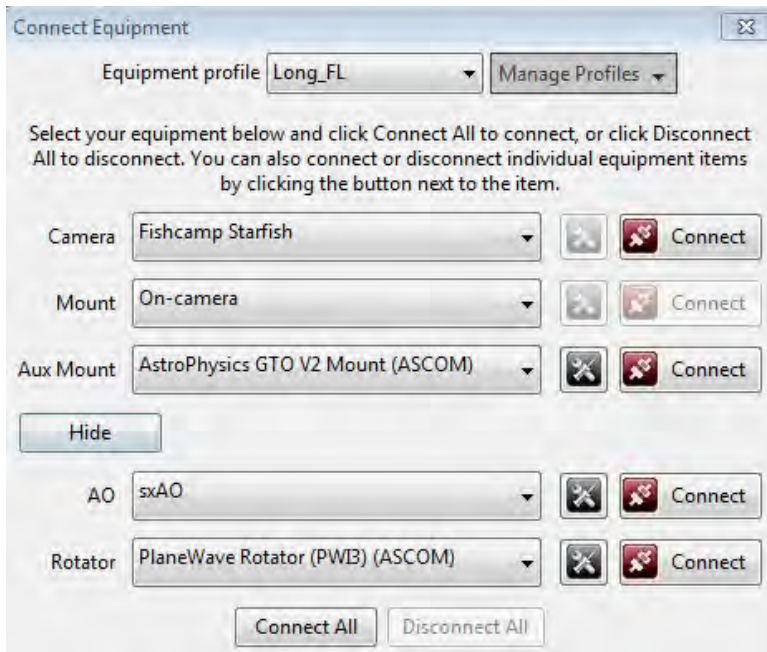 Connect Equipment
Equipment profile Long_FL Manage Profiles
Select your equipment below and click Connect All to connect, or click Disconnect
All to disconnect. You can also connect or disconnect individual equipment items
by clicking the button next to the item.
Camera Fishcamp Starfish Connect
Mount On-camera Connect
Aux Mount AstroPhysics GTO V2 Mount (ASCOM) Connect
Hide
AO sxAO Connect
Rotator PlaneWave Rotator (PWI3) (ASCOM) Connect
Connect All Disconnect All